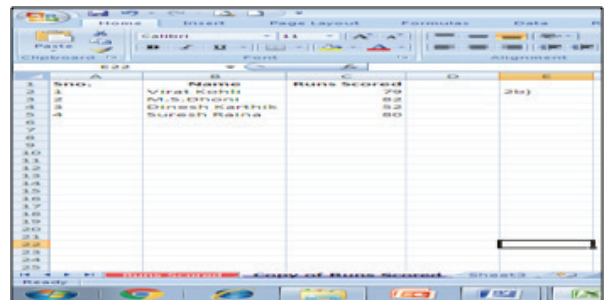 Home Insert Page Layout Formulas Data
Calibri 11 A A
Paste B I U A
Clipboard Font Alignment
E22 fx
A B C D E
1 Sno. Name Runs Scored
2 1 Virat Kohli 79 2b)
3 2 M.S.Dhoni 82
4 3 Dinesh Karthik 52
5 4 Suresh Raina 80
6
7
8
9
10
11
12
13
14
15
16
17
18
19
20
21
22
23
24
25
Runs Scored Copy of Runs Scored Sheet3
Ready